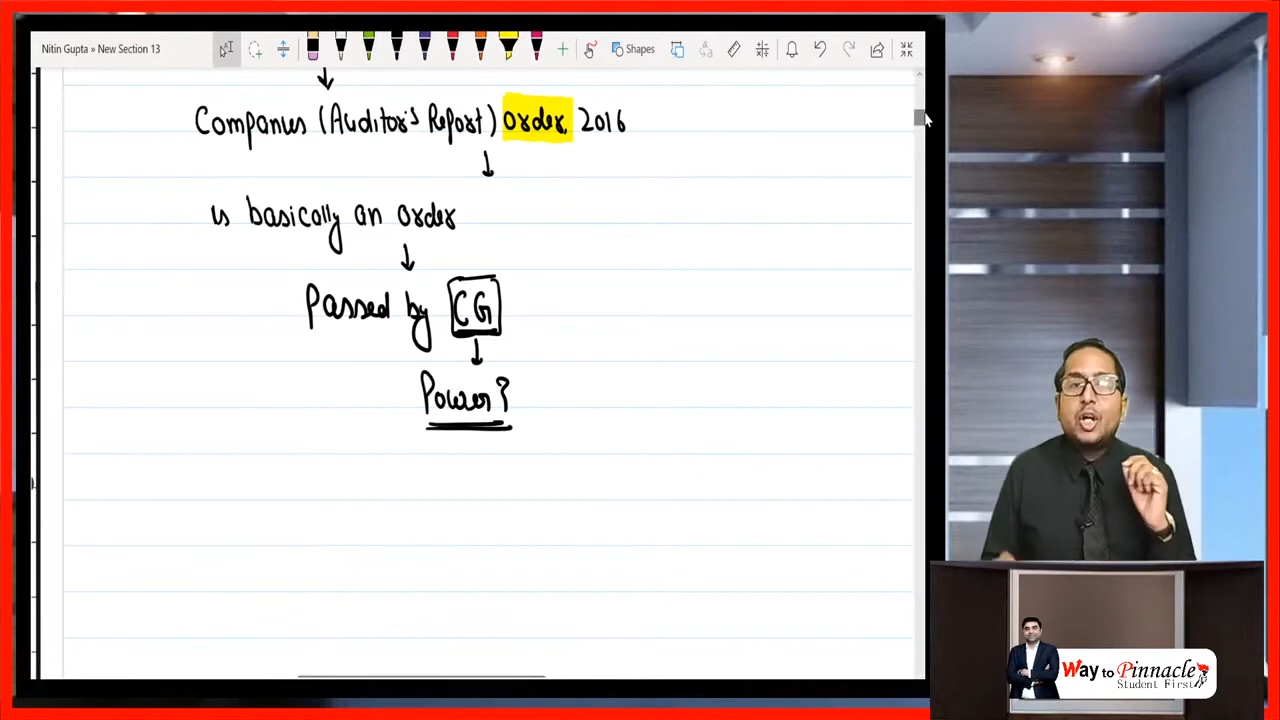 Nitin Gupta » New Section 13
Shapes
Companies (Auditor's Report) Order, 2016
is basically an order
Passed by CG
Power?
Way to Pinnacle
Student First